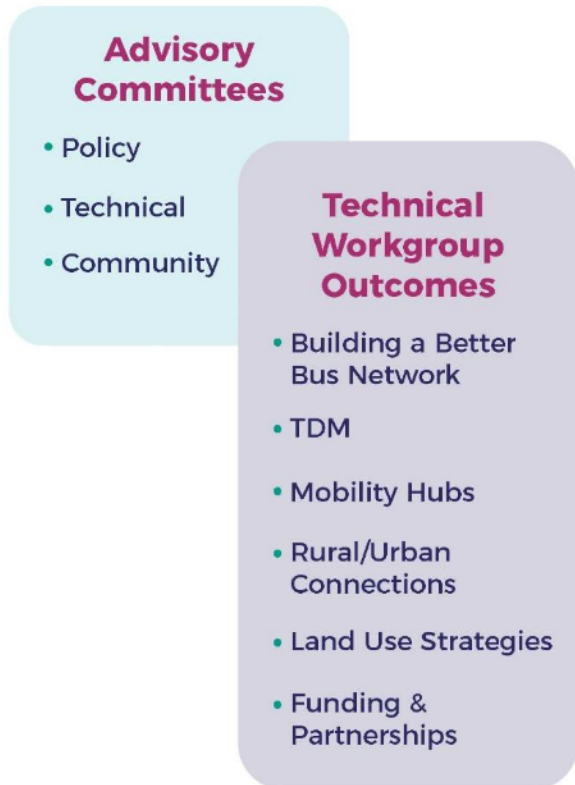 Advisory
Committees
• Policy
• Technical
• Community
Technical
Workgroup
Outcomes
• Building a Better
Bus Network
• TDM
• Mobility Hubs
• Rural/Urban
Connections
• Land Use Strategies
• Funding &
Partnerships